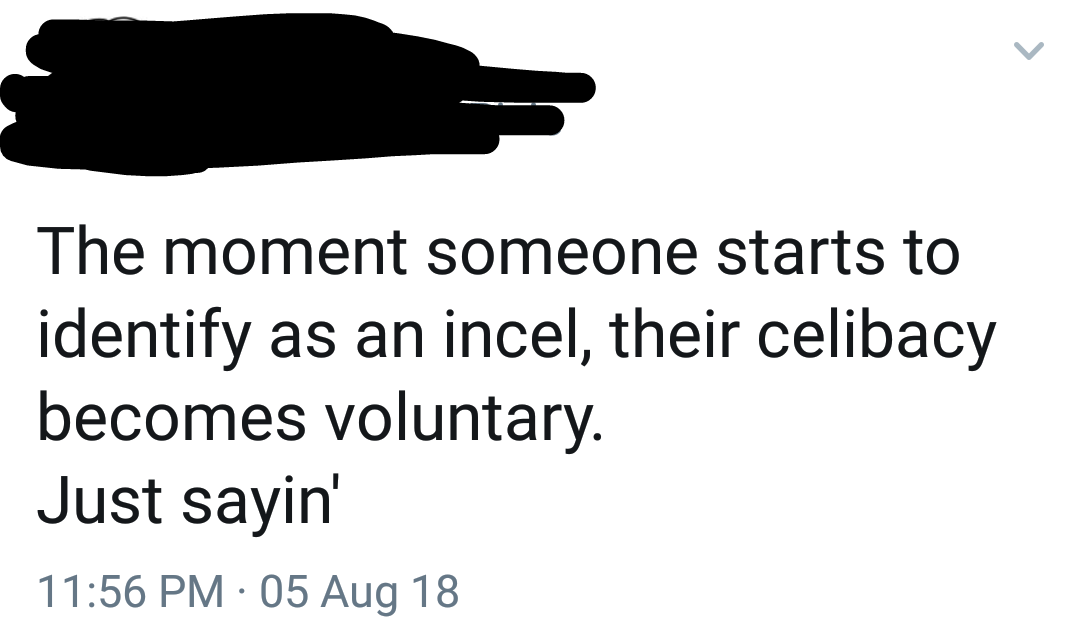 The moment someone starts to
identify as an incel, their celibacy
becomes voluntary.
Just sayin'
11:56 PM · 05 Aug 18